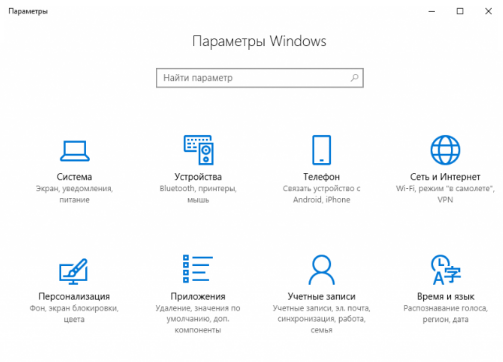 Параметры
Параметры Windows
Найти параметр
Система
Экран, уведомления,
питание
Устройства
Bluetooth, принтеры,
мышь
Телефон
Связать устройство с
Android, iPhone
Сеть и Интернет
Wi-Fi, режим "в самолете",
VPN
Персонализация
Фон, экран блокировки,
цвета
Приложения
Удаление, значения по
умолчанию, доп.
компоненты
Учетные записи
Учетные записи, эл. почта,
синхронизация, работа,
семья
Время и язык
Распознавание голоса,
регион, дата